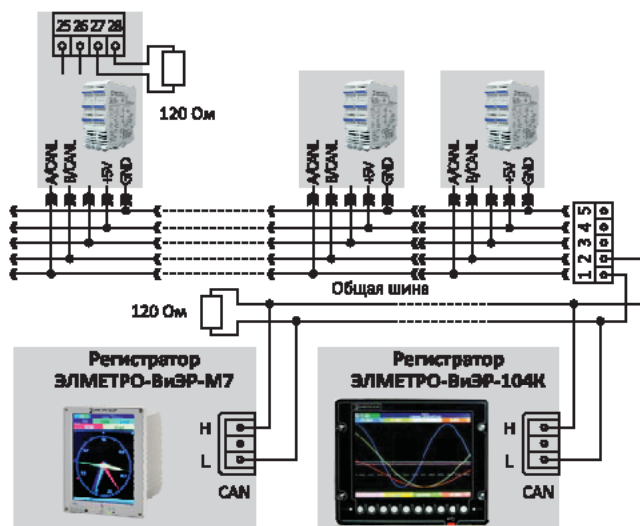 25 26 27 28
120 Ом
A/CANL
B/CANL
+5V
GND
A/CANL
B/CANL
+5V
GND
A/CANL
B/CANL
+5V
GND
5
4
3
2
1
Общая шина
120 Ом
Регистратор
ЭЛМЕТРО-ВиЭР-М7
Регистратор
ЭЛМЕТРО-ВиЭР-104К
H
L
CAN
H
L
CAN